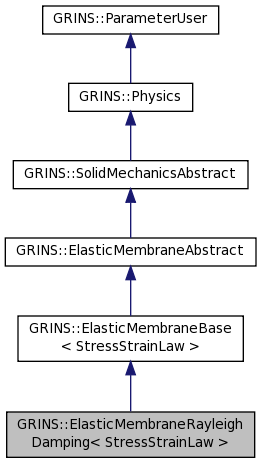 GRINS::ParameterUser
GRINS::Physics
GRINS::SolidMechanicsAbstract
GRINS::ElasticMembraneAbstract
GRINS::ElasticMembraneBase
< StressStrainLaw >
GRINS::ElasticMembraneRayleigh
Damping< StressStrainLaw >